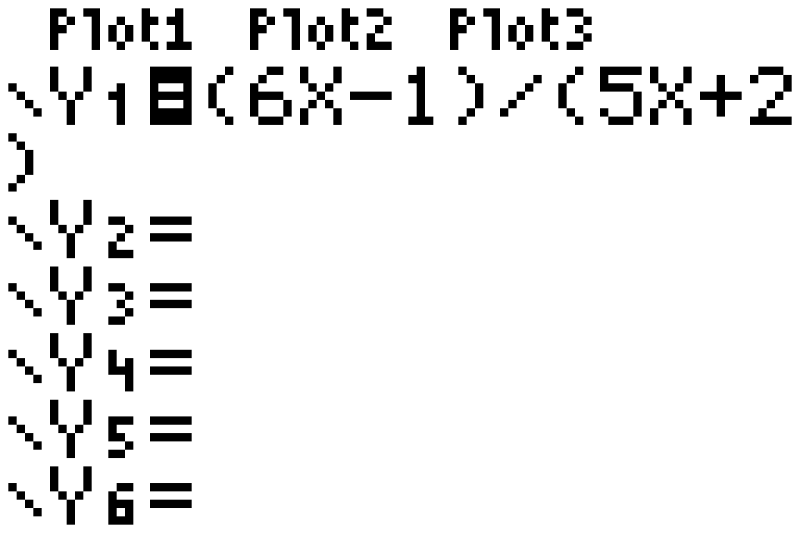 Plot1 Plot2 Plot3
\Y₁=(6X-1)/(5X+2
)
\Y₂=
\Y₃=
\Y₄=
\Y₅=
\Y₆=